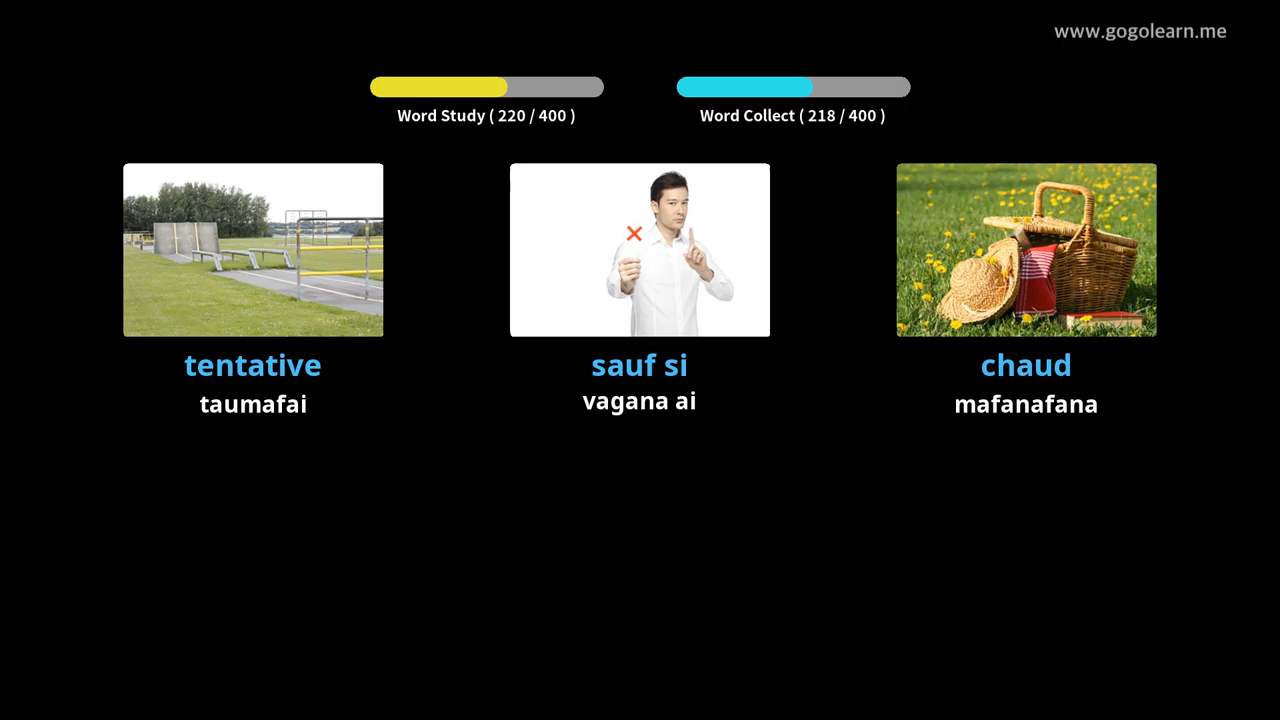 www.gogolearn.me
Word Study ( 220 / 400 )
Word Collect ( 218 / 400 )
tentative
taumafai
sauf si
vagana ai
chaud
mafanafana